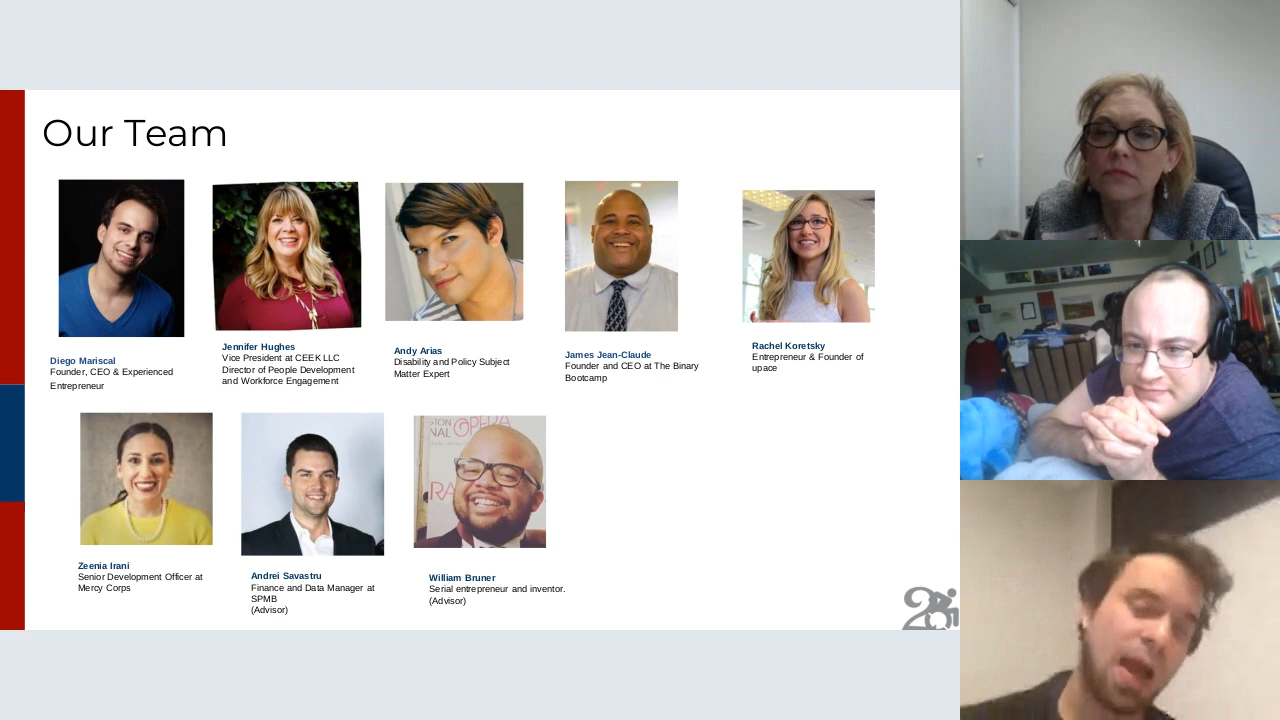 Our Team
Diego Mariscal
Founder, CEO & Experienced
Entrepreneur
Jennifer Hughes
Vice President at CEEK LLC
Director of People Development
and Workforce Engagement
Andy Arias
Disability and Policy Subject
Matter Expert
James Jean-Claude
Founder and CEO at The Binary
Bootcamp
Rachel Koretsky
Entrepreneur & Founder of
upace
OPERA
Zeenia Irani
Senior Development Officer at
Mercy Corps
Andrei Savastru
Finance and Data Manager at
SPMB
(Advisor)
William Bruner
Serial entrepreneur and inventor.
(Advisor)